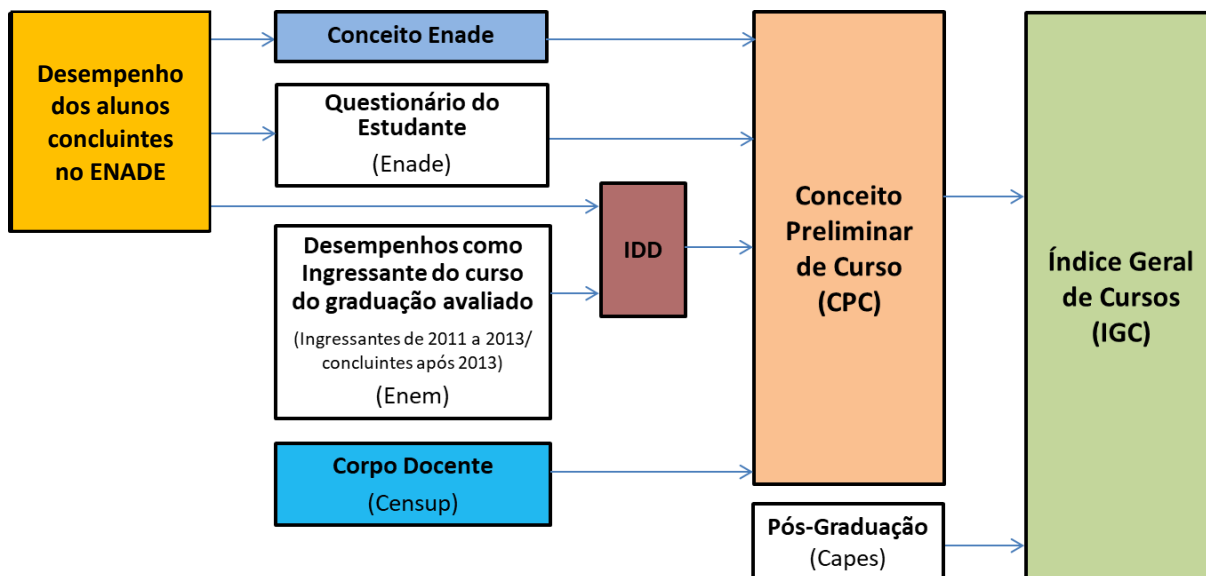 Desempenho
dos alunos
concluintes
no ENADE
Conceito Enade
Questionário do
Estudante
(Enade)
Desempenhos como
Ingressante do curso
do graduação avaliado
(Ingressantes de 2011 a 2013/
concluintes após 2013)
(Enem)
IDD
Corpo Docente
(Censup)
Conceito
Preliminar
de Curso
(CPC)
Pós-Graduação
(Capes)
Índice Geral
de Cursos
(IGC)